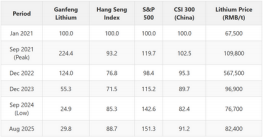 Period Ganfeng Lithium Hang Seng Index S&P 500 CSI 300 (China) Lithium Price (RMB/t)
Jan 2021 100.0 100.0 100.0 100.0 67,500
Sep 2021 (Peak) 224.4 93.2 119.7 102.5 109,800
Dec 2022 124.0 76.8 98.4 95.3 567,500
Dec 2023 55.3 71.5 115.2 89.7 96,900
Sep 2024 (Low) 24.9 85.3 142.6 82.4 76,700
Aug 2025 29.8 88.7 151.3 91.2 82,400